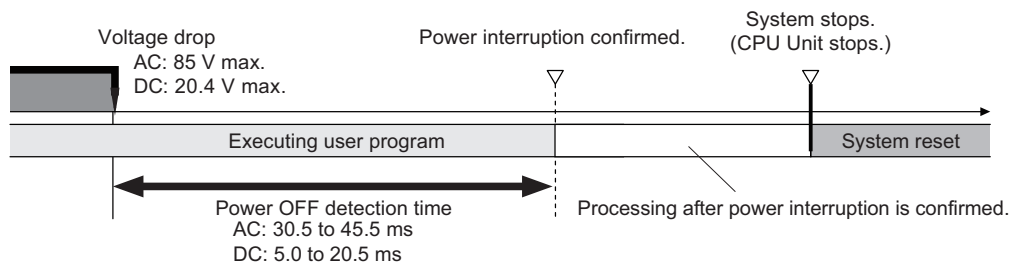 System stops.
(CPU Unit stops.)
Voltage drop
AC: 85 V max.
DC: 20.4 V max.
Power interruption confirmed.
Executing user program
System reset
Power OFF detection time
AC: 30.5 to 45.5 ms
DC: 5.0 to 20.5 ms
Processing after power interruption is confirmed.